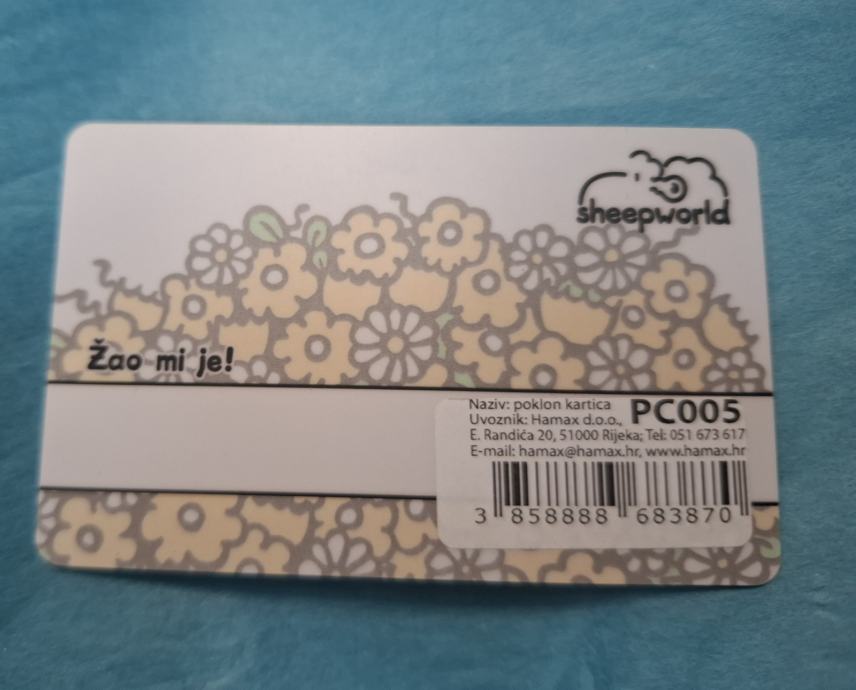 sheepworld
Žao mi je!
Naziv: poklon kartica PC005
Uvoznik: Hamax d.o.o.,
E. Randića 20, 51000 Rijeka; Tel: 051 673 617
E-mail: hamax@hamax.hr, www.hamax.hr
3 858888 683870